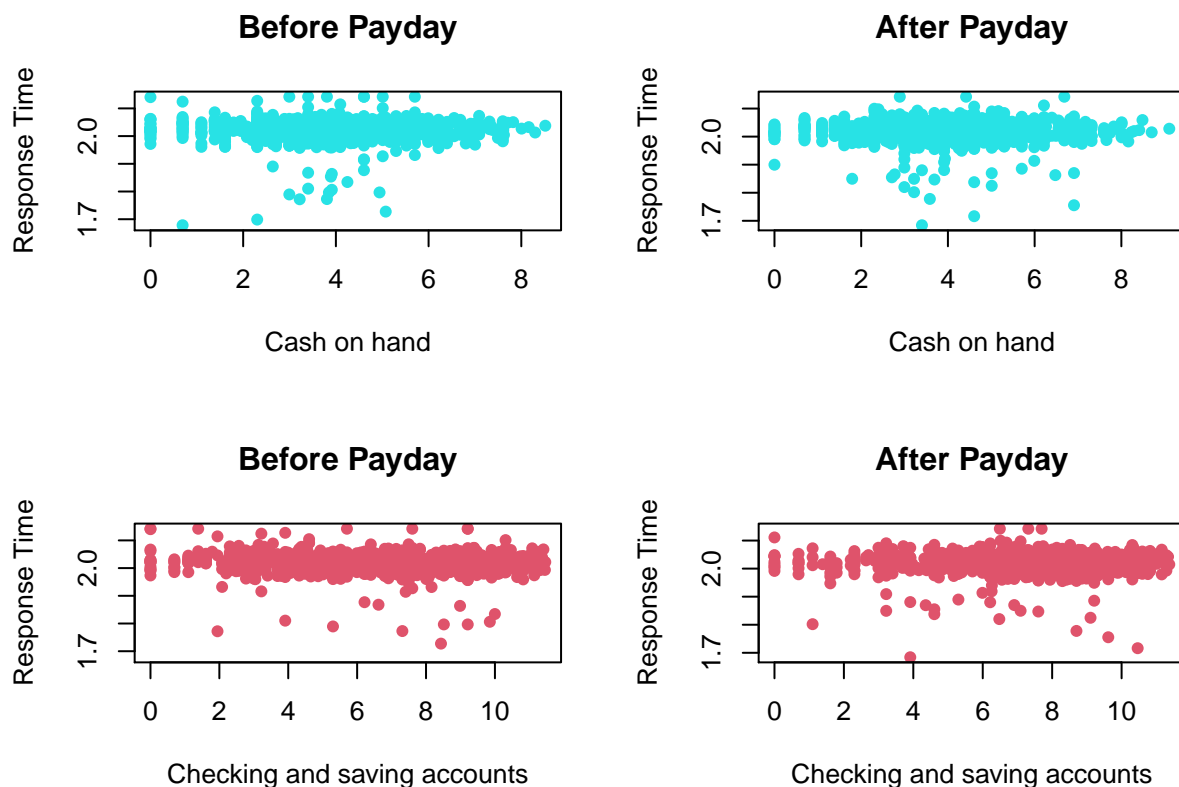 Before Payday
Response Time
2.0
1.7
0 2 4 6 8
Cash on hand
After Payday
Response Time
2.0
1.7
0 2 4 6 8
Cash on hand
Before Payday
Response Time
2.0
1.7
0 2 4 6 8 10
Checking and saving accounts
After Payday
Response Time
2.0
1.7
0 2 4 6 8 10
Checking and saving accounts